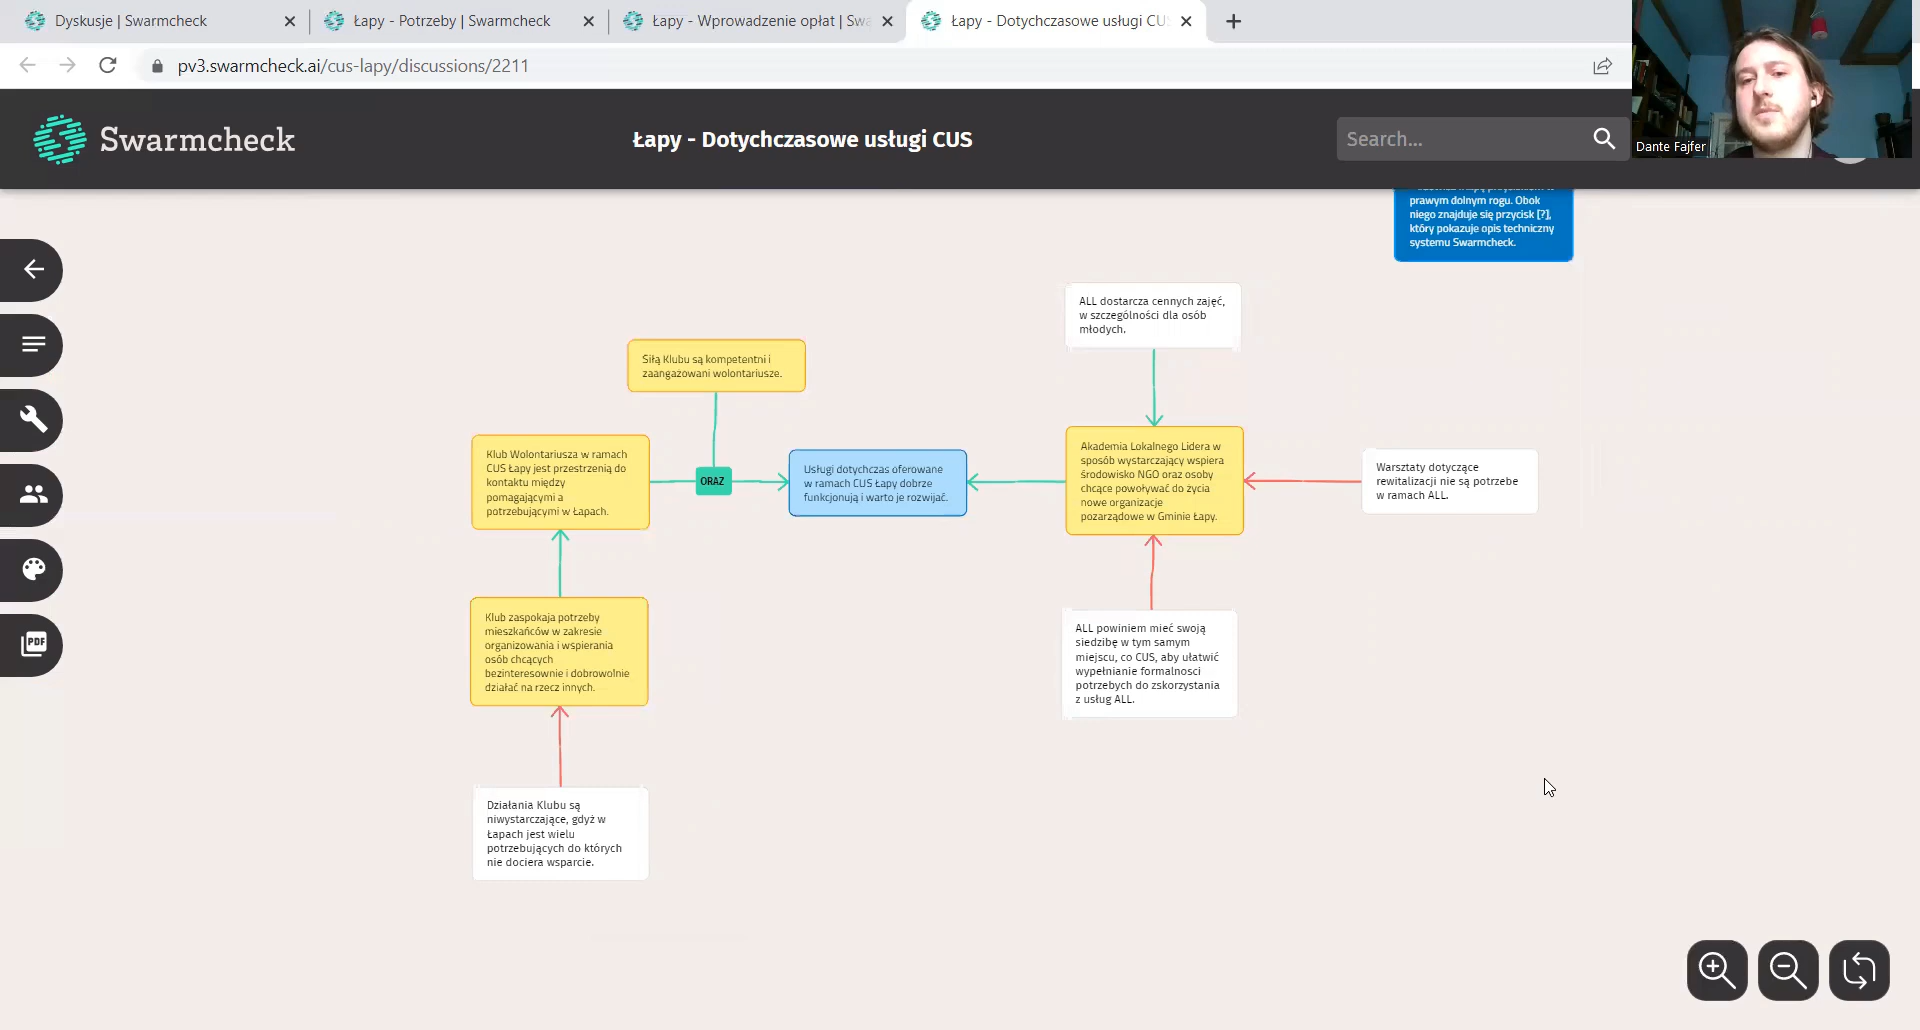 Dyskusje | Swarmcheck
Łapy - Potrzeby | Swarmcheck
Łapy - Wprowadzenie opłat | Swa
Łapy - Dotychczasowe usługi CUS
pv3.swarmcheck.ai/cus-lapy/discussions/2211
Swarmcheck
Łapy - Dotychczasowe usługi CUS
Search...
Dante Fajfer
prawym dolnym rogu. Obok
niego znajduje się przycisk [?],
który pokazuje opis techniczny
systemu Swarmcheck.
ALL dostarcza cennych zajęć,
w szczególności dla osób
młodych.
Siłą Klubu są kompetentni i
zaangażowani wolontariusze.
Klub Wolontariusza w ramach
CUS Łapy jest przestrzenią do
kontaktu między
pomagającymi a
potrzebującymi w Łapach.
ORAZ
Usługi dotychczas oferowane
w ramach CUS Łapy dobrze
funkcjonują i warto je rozwijać.
Akademia Lokalnego Lidera w
sposób wystarczający wspiera
środowisko NGO oraz osoby
chcące powoływać do życia
nowe organizacje
pozarządowe w Gminie Łapy.
Warsztaty dotyczące
rewitalizacji nie są potrzebe
w ramach ALL.
Klub zaspokaja potrzeby
mieszkańców w zakresie
organizowania i wspierania
osób chcących
bezinteresownie i dobrowolnie
działać na rzecz innych.
ALL powiniem mieć swoją
siedzibę w tym samym
miejscu, co CUS, aby ułatwić
wypełnianie formalnosci
potrzebych do zskorzystania
z usług ALL.
Działania Klubu są
niwystarczające, gdyż w
Łapach jest wielu
potrzebujących do których
nie dociera wsparcie.
PDF